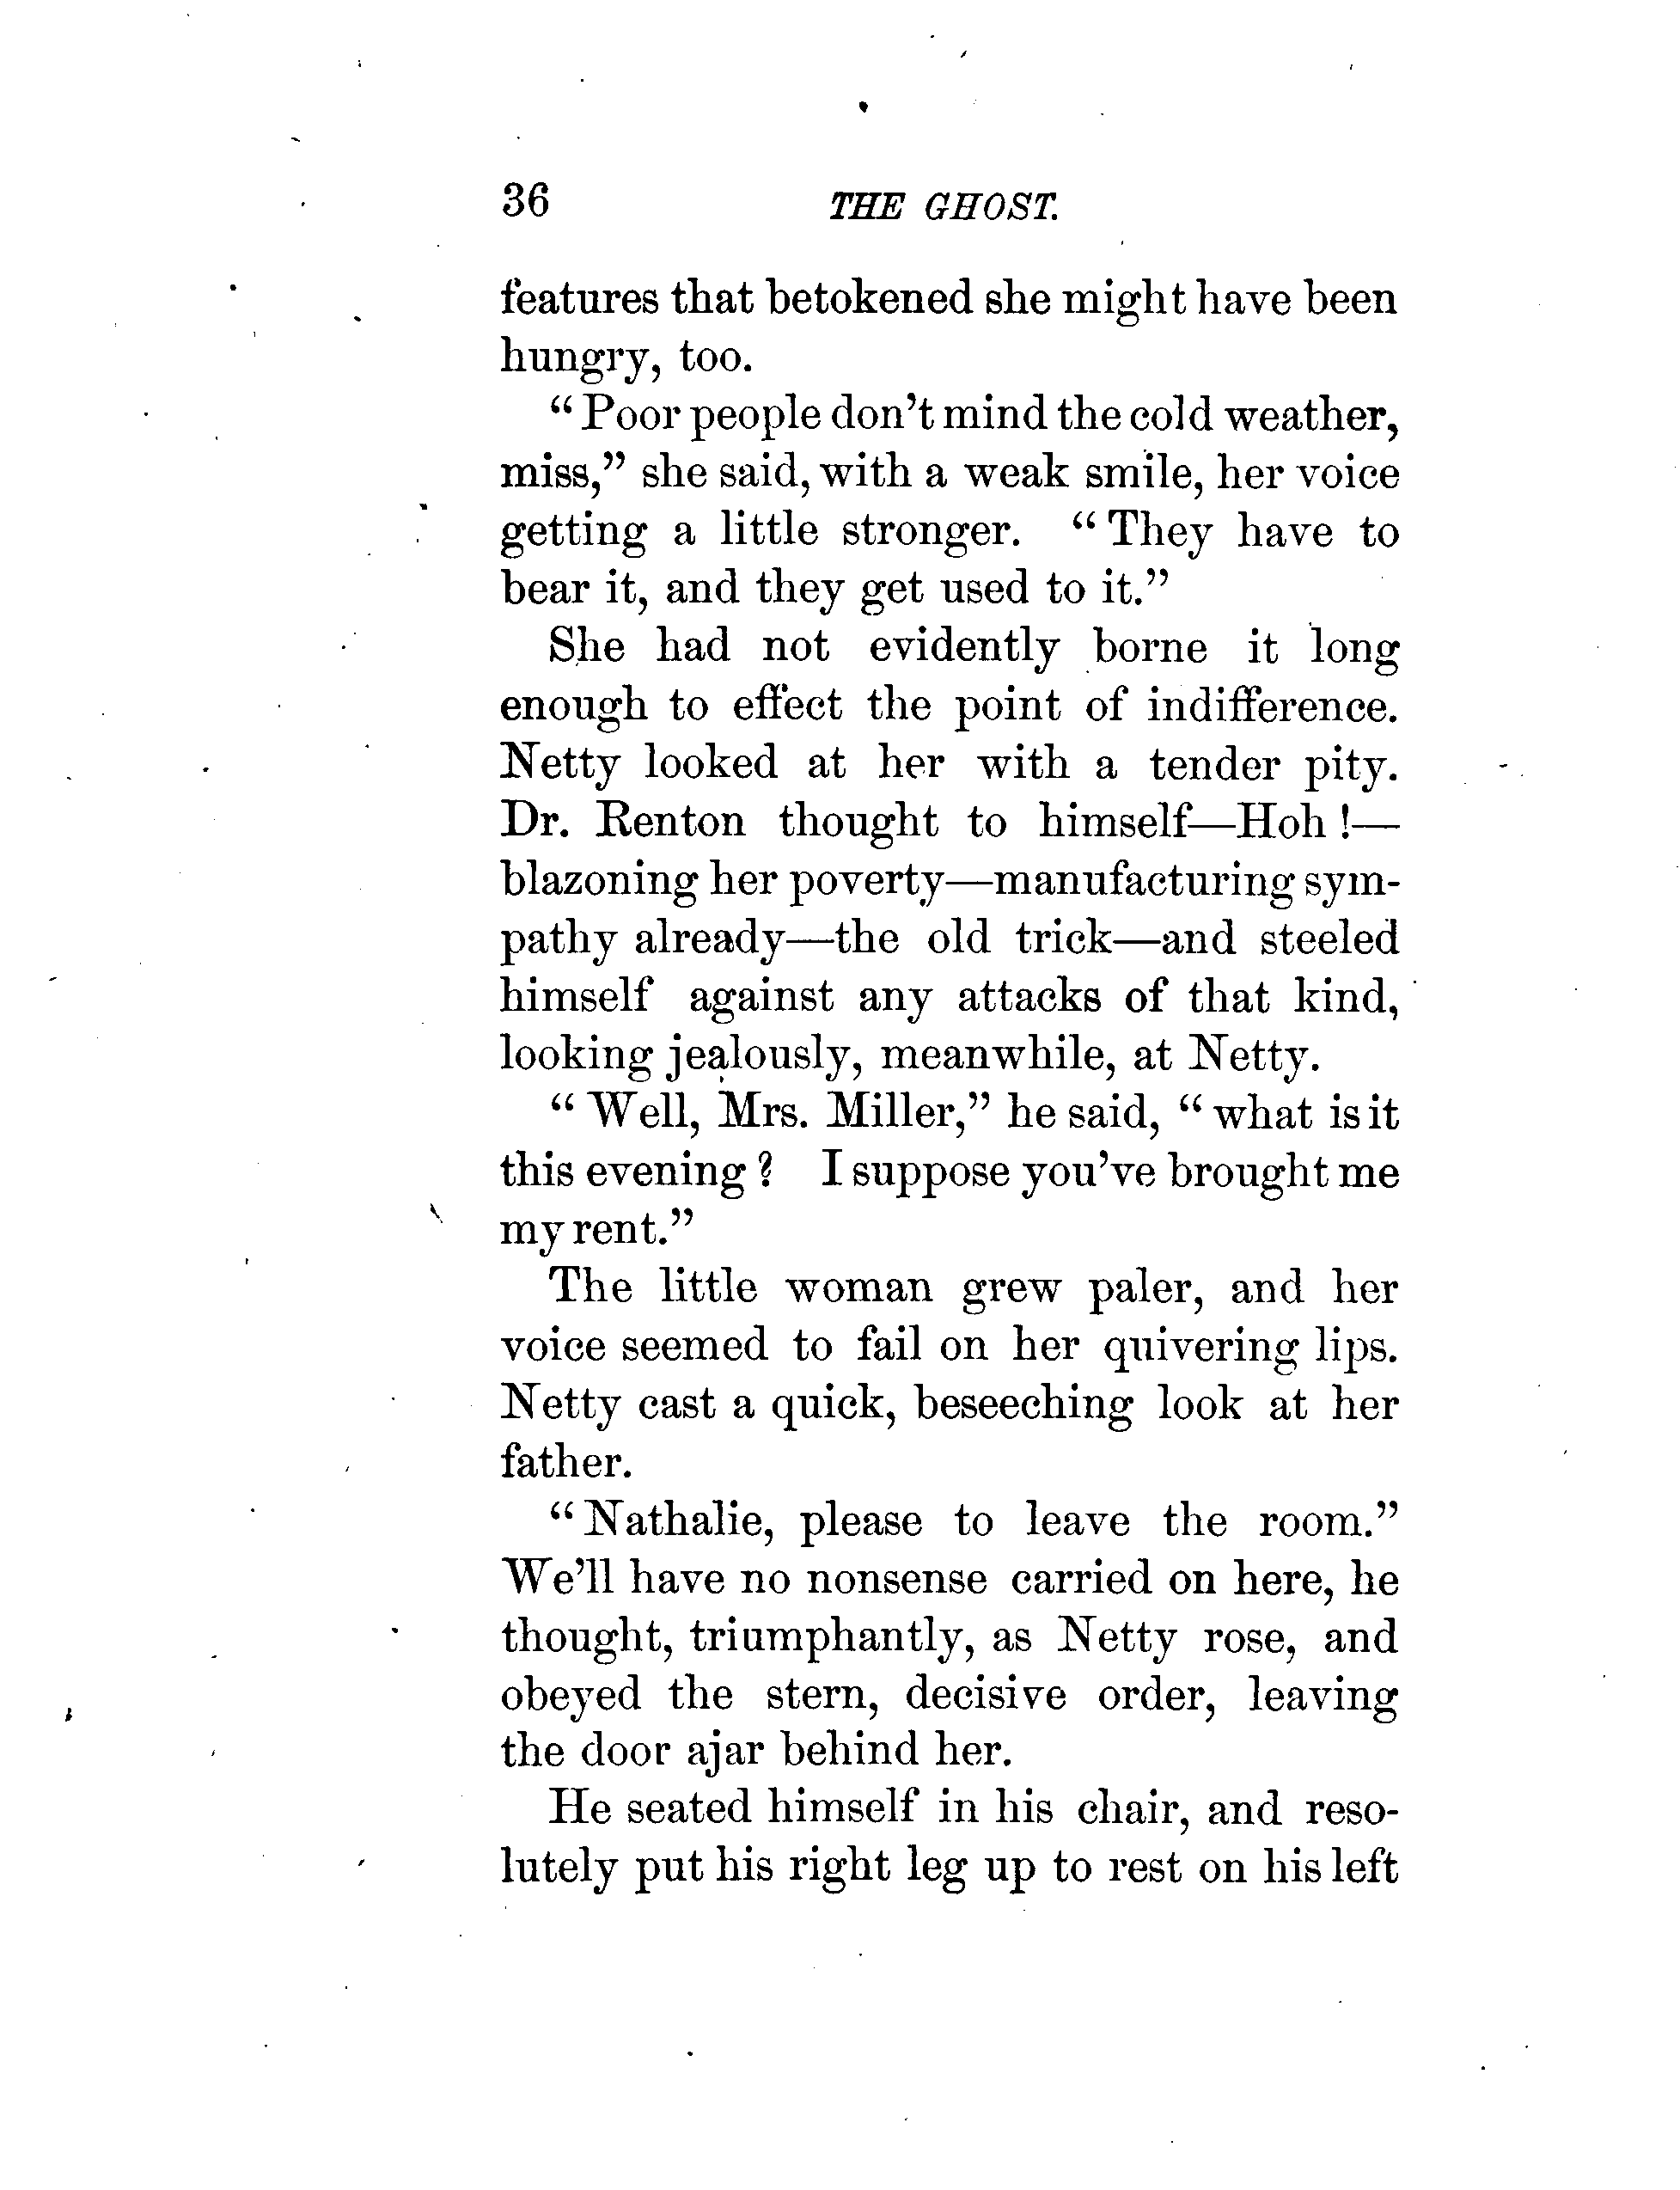 36 THE GHOST.
features that betokened she might have been
hungry, too.
“Poor people don't mind the cold weather,
miss,” she said, with a weak smile, her voice
getting a little stronger. “They have to
bear it, and they get used to it.”
She had not evidently borne it long
enough to effect the point of indifference.
Netty looked at her with a tender pity.
Dr. Renton thought to himself—Hoh!—
blazoning her poverty—manufacturing sym-
pathy already—the old trick—and steeled
himself against any attacks of that kind,
looking jealously, meanwhile, at Netty.
“Well, Mrs. Miller,” he said, “what is it
this evening? I suppose you've brought me
my rent.”
The little woman grew paler, and her
voice seemed to fail on her quivering lips.
Netty cast a quick, beseeching look at her
father.
“Nathalie, please to leave the room.”
We'll have no nonsense carried on here, he
thought, triumphantly, as Netty rose, and
obeyed the stern, decisive order, leaving
the door ajar behind her.
He seated himself in his chair, and reso-
lutely put his right leg up to rest on his left